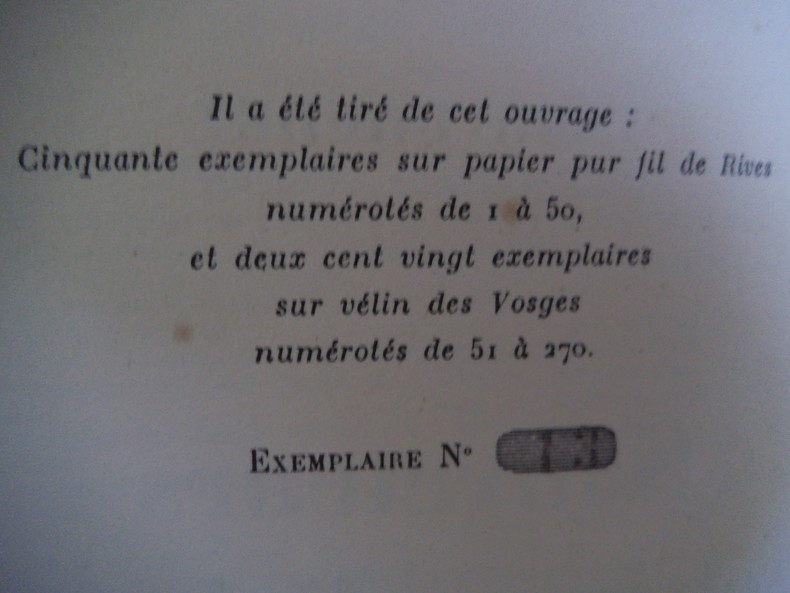 Il a été tiré de cet ouvrage :
Cinquante exemplaires sur papier pur fil de Rives
numérotés de 1 à 50,
et deux cent vingt exemplaires
sur vélin des Vosges
numérotés de 51 à 270.
EXEMPLAIRE N°